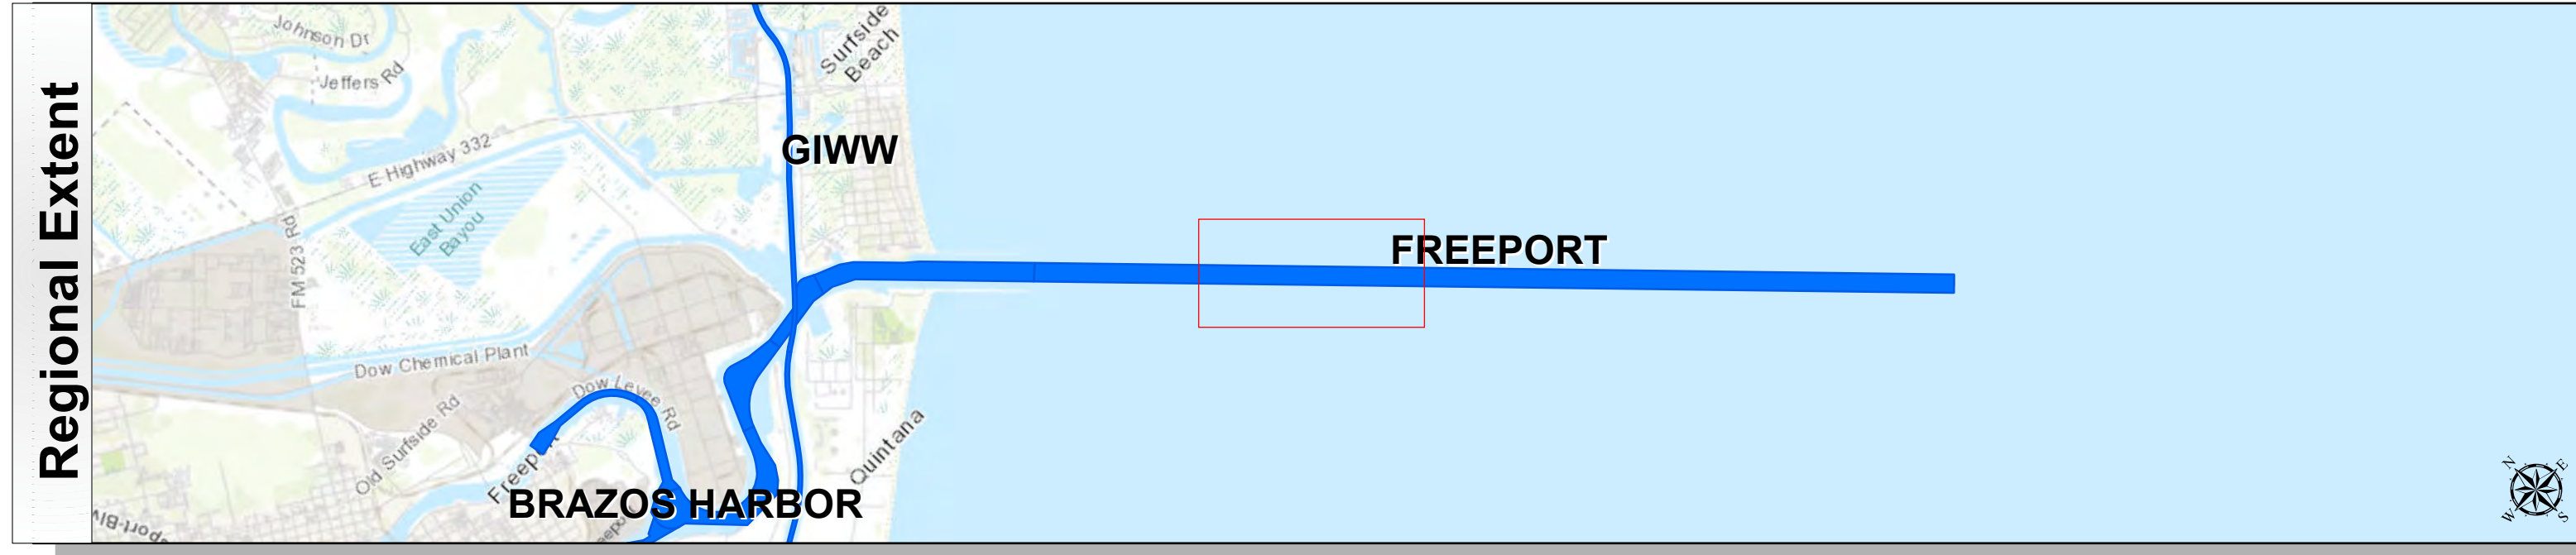 Regional Extent
Johnson Dr
Jeffers Rd
Surfside
Beach
GIWW
E Highway 332
East Union
Bayou
FM 523 Rd
FREEPORT
Dow Chemical Plant
Dow Levee Rd
Old Surfside Rd
Quintana
BRAZOS HARBOR
N
E
W
S